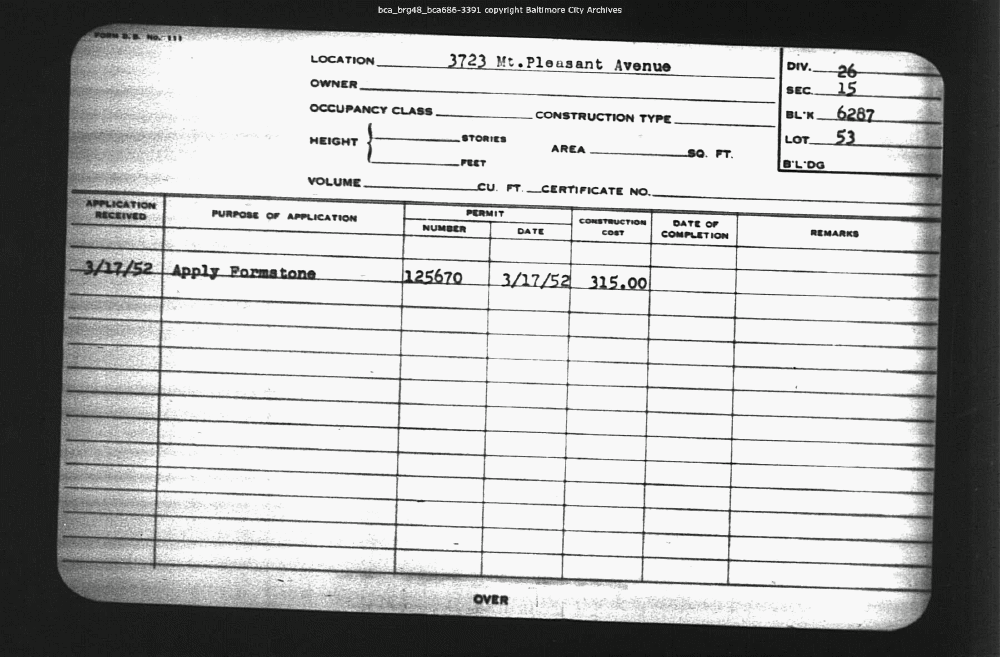 bca_brg48_bca686-3391 copyright Baltimore City Archives
FORM B.B. NO. 111
LOCATION 3723 Mt.Pleasant Avenue
DIV. 26
OWNER
SEC. 15
OCCUPANCY CLASS CONSTRUCTION TYPE
BL'K 6287
HEIGHT { STORIES
FEET
AREA SQ. FT.
LOT 53
B'L'DG
VOLUME CU. FT. CERTIFICATE NO.
APPLICATION RECEIVED PURPOSE OF APPLICATION PERMIT NUMBER DATE CONSTRUCTION COST DATE OF COMPLETION REMARKS
3/17/52 Apply Formstone 125670 3/17/52 315.00
OVER